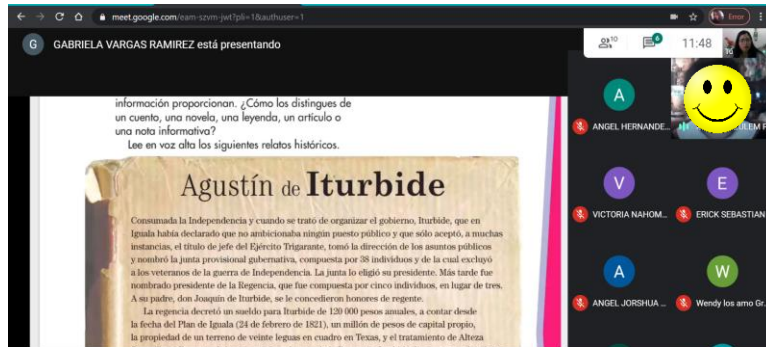 meet.google.com/eam-szvm-jwt?pli=1&authuser=1
Error
G GABRIELA VARGAS RAMIREZ está presentando
10
6
11:48
información proporcionan. ¿Cómo los distingues de
un cuento, una novela, una leyenda, un artículo o
una nota informativa?
Lee en voz alta los siguientes relatos históricos.
Agustín de Iturbide
Consumada la Independencia y cuando se trató de organizar el gobierno, Iturbide, que en
Iguala había declarado que no ambicionaba ningún puesto público y que sólo aceptó, a muchas
instancias, el título de jefe del Ejército Trigarante, tomó la dirección de los asuntos públicos
y nombró la junta provisional gubernativa, compuesta por 38 individuos y de la cual excluyó
a los veteranos de la guerra de Independencia. La junta lo eligió su presidente. Más tarde fue
nombrado presidente de la Regencia, que fue compuesta por cinco individuos, en lugar de tres.
A su padre, don Joaquín de Iturbide, se le concedieron honores de regente.
La regencia decretó un sueldo para Iturbide de 120 000 pesos anuales, a contar desde
la fecha del Plan de Iguala (24 de febrero de 1821), un millón de pesos de capital propio,
la propiedad de un terreno de veinte leguas en cuadro en Texas, y el tratamiento de Alteza
A
ANGEL HERNANDE...
V
E
VICTORIA NAHOM...
ERICK SEBASTIAN
A
W
ANGEL JORSHUA ...
Wendy los amo Gr.